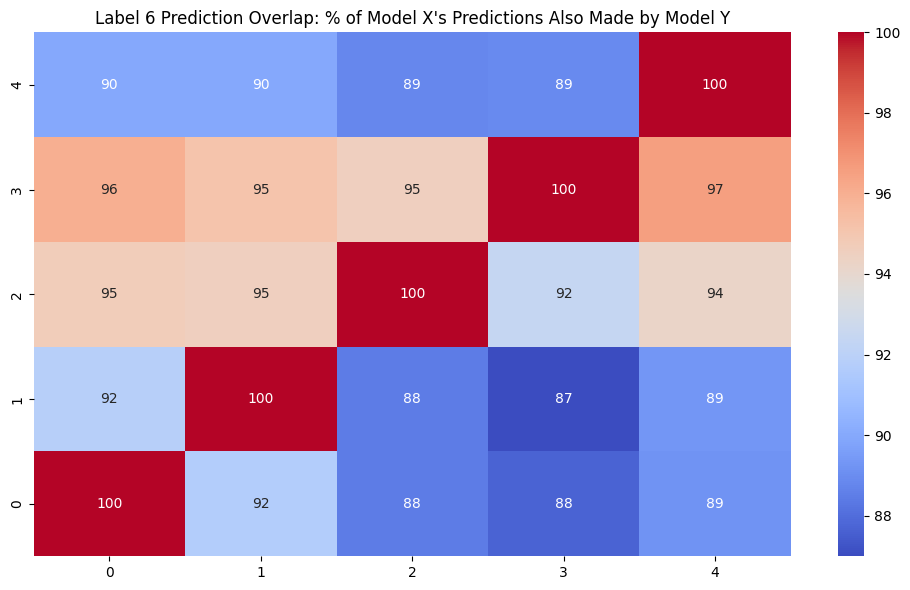 Label 6 Prediction Overlap: % of Model X's Predictions Also Made by Model Y
4 90 90 89 89 100
3 96 95 95 100 97
2 95 95 100 92 94
1 92 100 88 87 89
0 100 92 88 88 89
0 1 2 3 4
100
98
96
94
92
90
88